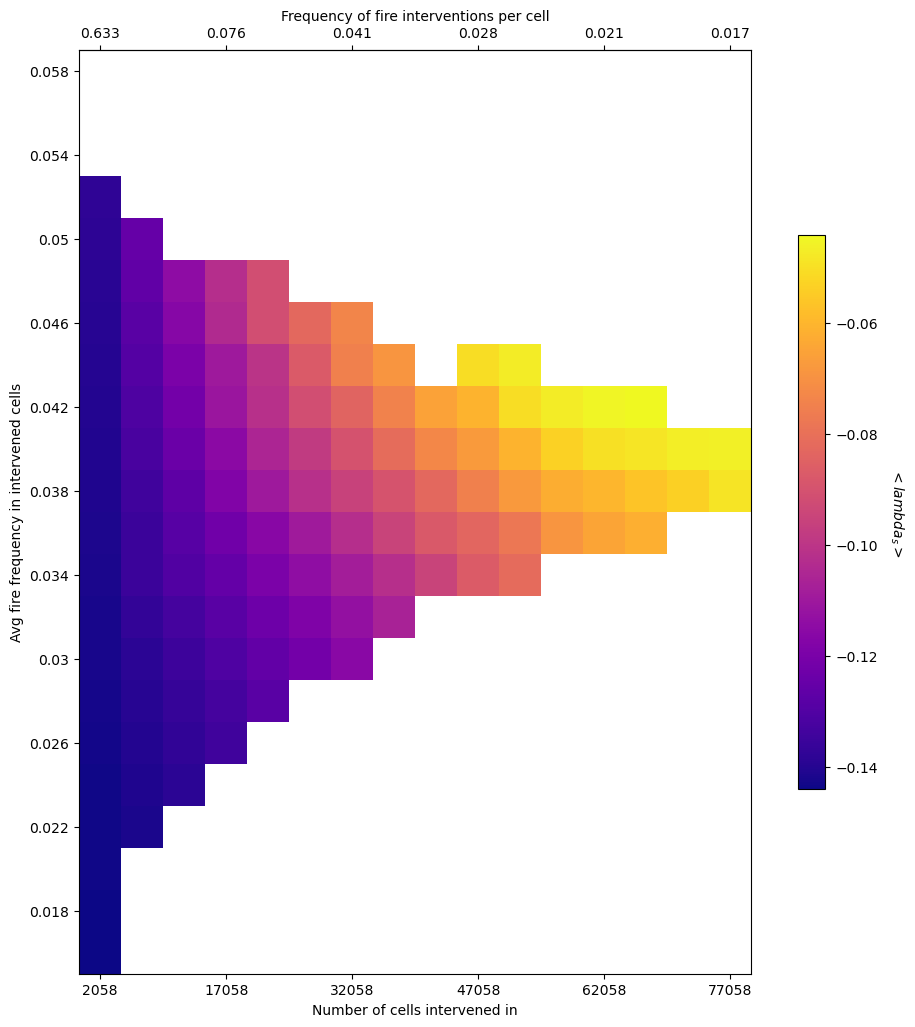 Frequency of fire interventions per cell
0.633 0.076 0.041 0.028 0.021 0.017
0.058
0.054
0.05
0.046
0.042
0.038
0.034
0.03
0.026
0.022
0.018
Avg fire frequency in intervened cells
2058 17058 32058 47058 62058 77058
Number of cells intervened in
−0.06
−0.08
−0.10
−0.12
−0.14
<lambda_s>